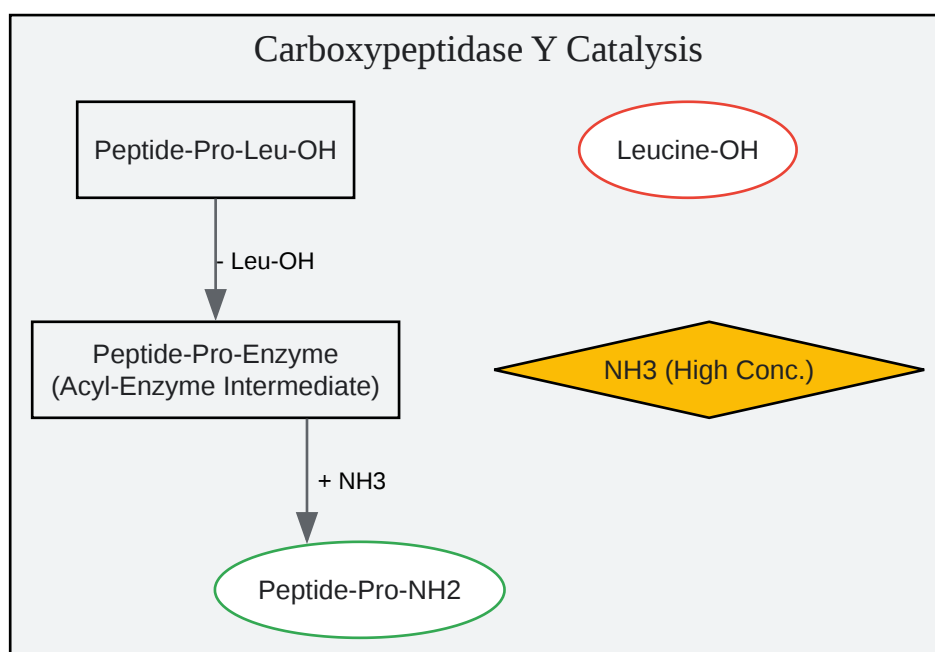 Carboxypeptidase Y Catalysis
Peptide-Pro-Leu-OH
Leucine-OH
- Leu-OH
Peptide-Pro-Enzyme
(Acyl-Enzyme Intermediate)
NH3 (High Conc.)
+ NH3
Peptide-Pro-NH2